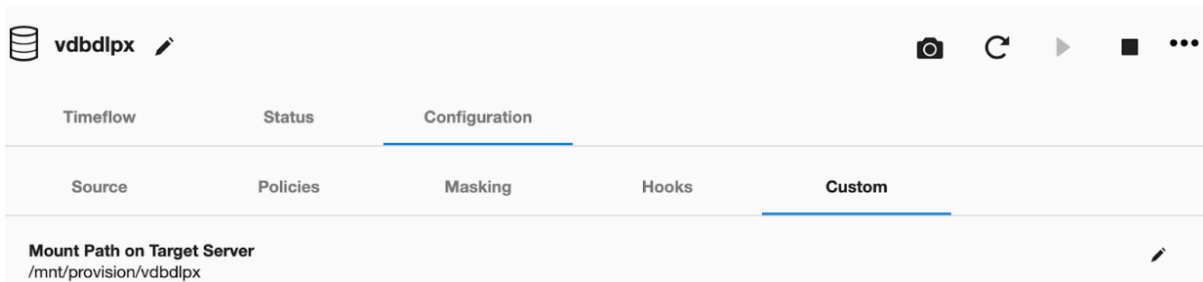 vdbdlpx
Timeflow Status Configuration
Source Policies Masking Hooks Custom
Mount Path on Target Server
/mnt/provision/vdbdlpx